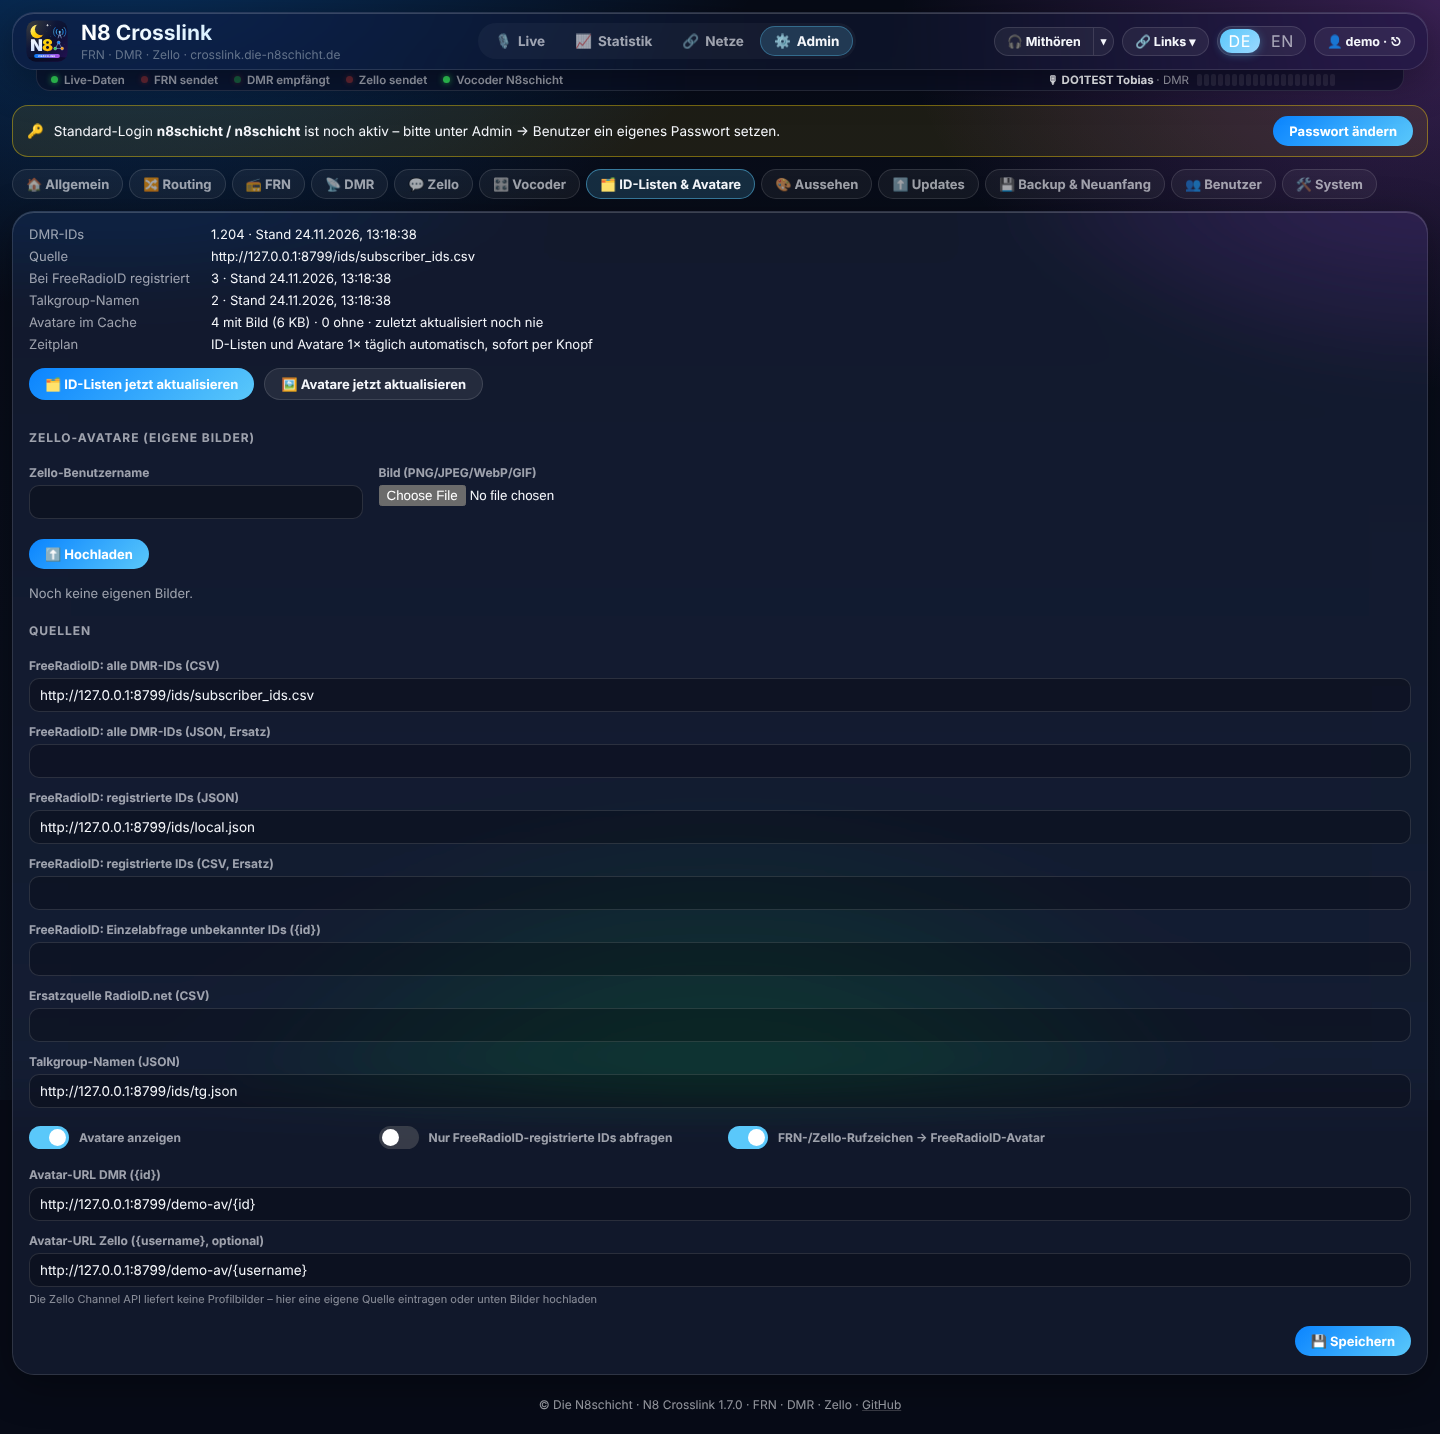 N8 Crosslink
FRN · DMR · Zello · crosslink.die-n8schicht.de
Live
Statistik
Netze
Admin
Mithören ▾
Links ▾
DE EN
demo ·
Live-Daten
FRN sendet
DMR empfängt
Zello sendet
Vocoder N8schicht
DO1TEST Tobias · DMR
Standard-Login n8schicht / n8schicht ist noch aktiv – bitte unter Admin → Benutzer ein eigenes Passwort setzen.
Passwort ändern
Allgemein
Routing
FRN
DMR
Zello
Vocoder
ID-Listen & Avatare
Aussehen
Updates
Backup & Neuanfang
Benutzer
System
DMR-IDs 1.204 · Stand 24.11.2026, 13:18:38
Quelle http://127.0.0.1:8799/ids/subscriber_ids.csv
Bei FreeRadioID registriert 3 · Stand 24.11.2026, 13:18:38
Talkgroup-Namen 2 · Stand 24.11.2026, 13:18:38
Avatare im Cache 4 mit Bild (6 KB) · 0 ohne · zuletzt aktualisiert noch nie
Zeitplan ID-Listen und Avatare 1× täglich automatisch, sofort per Knopf
ID-Listen jetzt aktualisieren
Avatare jetzt aktualisieren
ZELLO-AVATARE (EIGENE BILDER)
Zello-Benutzername
Bild (PNG/JPEG/WebP/GIF)
Choose File No file chosen
Hochladen
Noch keine eigenen Bilder.
QUELLEN
FreeRadioID: alle DMR-IDs (CSV)
http://127.0.0.1:8799/ids/subscriber_ids.csv
FreeRadioID: alle DMR-IDs (JSON, Ersatz)
FreeRadioID: registrierte IDs (JSON)
http://127.0.0.1:8799/ids/local.json
FreeRadioID: registrierte IDs (CSV, Ersatz)
FreeRadioID: Einzelabfrage unbekannter IDs ({id})
Ersatzquelle RadioID.net (CSV)
Talkgroup-Namen (JSON)
http://127.0.0.1:8799/ids/tg.json
Avatare anzeigen
Nur FreeRadioID-registrierte IDs abfragen
FRN-/Zello-Rufzeichen → FreeRadioID-Avatar
Avatar-URL DMR ({id})
http://127.0.0.1:8799/demo-av/{id}
Avatar-URL Zello ({username}, optional)
http://127.0.0.1:8799/demo-av/{username}
Die Zello Channel API liefert keine Profilbilder – hier eine eigene Quelle eintragen oder unten Bilder hochladen
Speichern
© Die N8schicht · N8 Crosslink 1.7.0 · FRN · DMR · Zello · GitHub